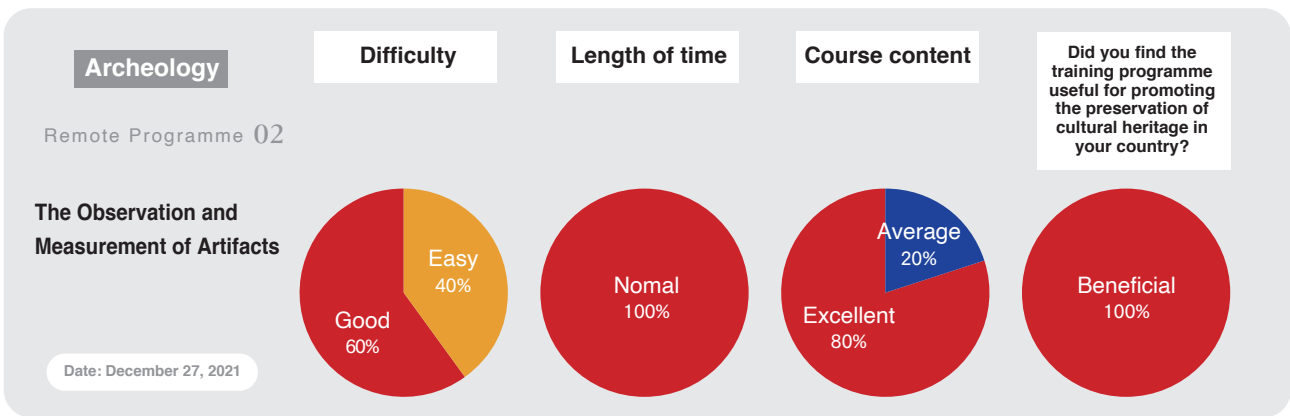 Archeology
Remote Programme 02
The Observation and
Measurement of Artifacts
Date: December 27, 2021
Difficulty
Easy
40%
Good
60%
Length of time
Nomal
100%
Course content
Average
20%
Excellent
80%
Did you find the
training programme
useful for promoting
the preservation of
cultural heritage in
your country?
Beneficial
100%